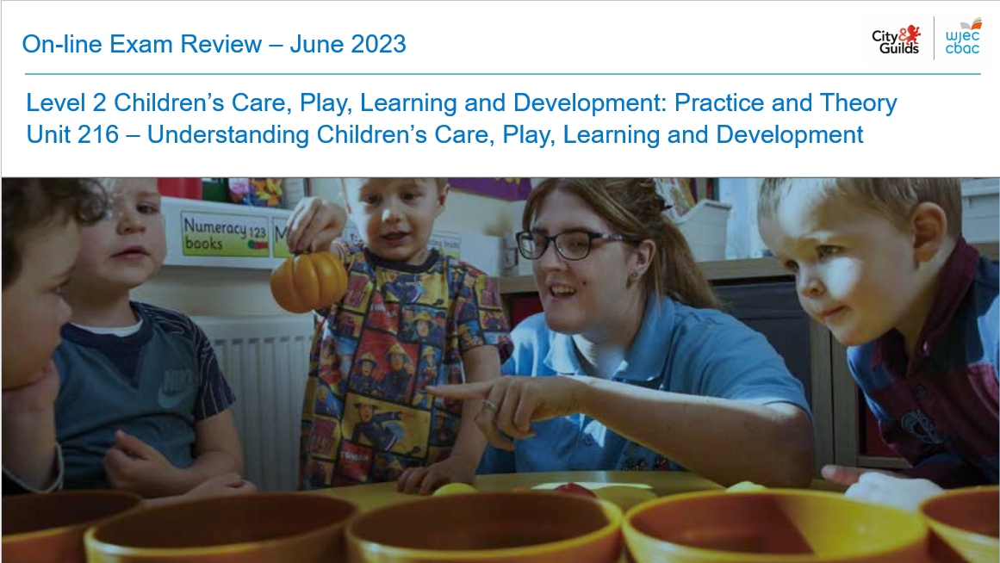 On-line Exam Review – June 2023
City & Guilds
wjec
cbac
Level 2 Children’s Care, Play, Learning and Development: Practice and Theory
Unit 216 – Understanding Children’s Care, Play, Learning and Development
Numeracy 123
books
M